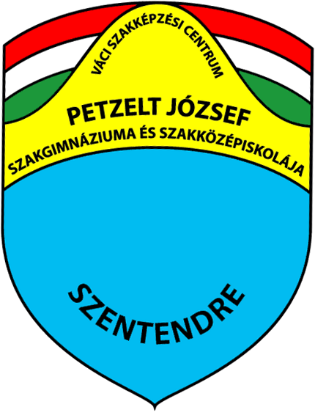 VÁCI SZAKKÉPZÉSI CENTRUM
PETZELT JÓZSEF
SZAKGIMNÁZIUMA ÉS SZAKKÖZÉPISKOLÁJA
SZENTENDRE